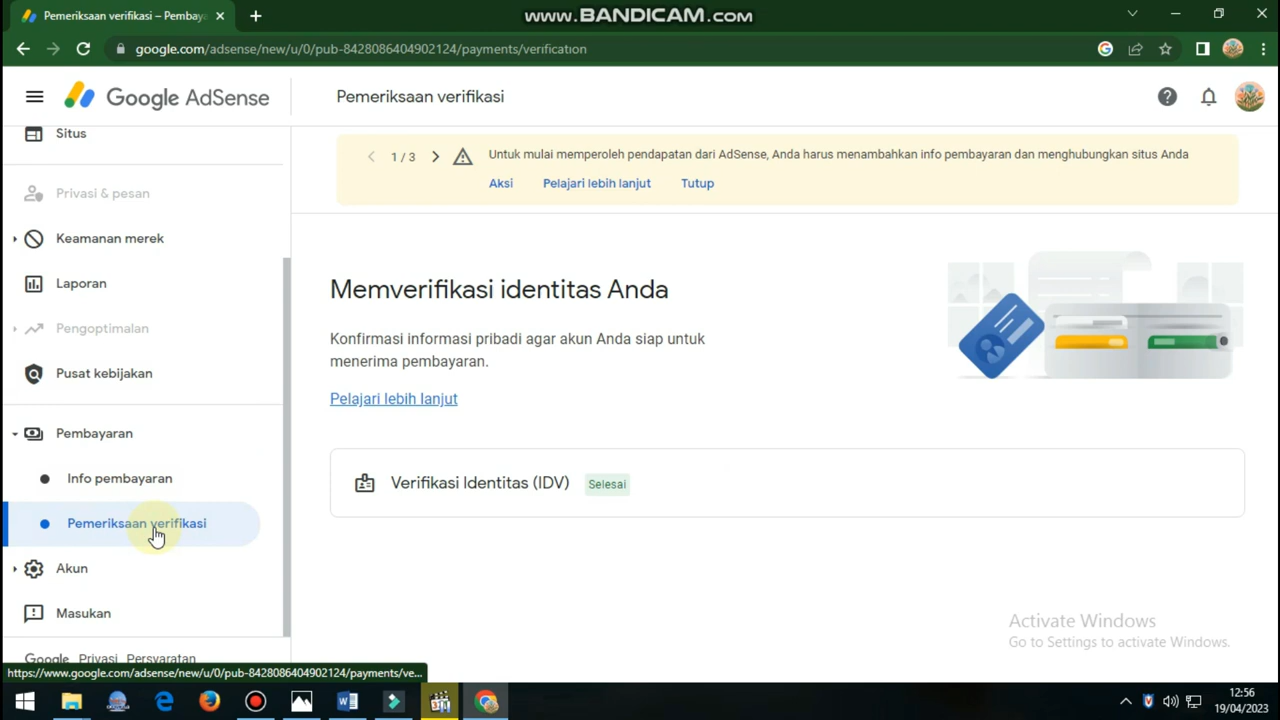 Pemeriksaan verifikasi – Pembaya
www.BANDICAM.com
google.com/adsense/new/u/0/pub-8428086404902124/payments/verification
Google AdSense
Pemeriksaan verifikasi
Situs
1 / 3
Untuk mulai memperoleh pendapatan dari AdSense, Anda harus menambahkan info pembayaran dan menghubungkan situs Anda
Aksi Pelajari lebih lanjut Tutup
Privasi & pesan
Keamanan merek
Laporan
Pengoptimalan
Pusat kebijakan
Pembayaran
Info pembayaran
Pemeriksaan verifikasi
Akun
Masukan
Google Privasi Persyaratan
Memverifikasi identitas Anda
Konfirmasi informasi pribadi agar akun Anda siap untuk
menerima pembayaran.
Pelajari lebih lanjut
Verifikasi Identitas (IDV) Selesai
Activate Windows
Go to Settings to activate Windows.
https://www.google.com/adsense/new/u/0/pub-8428086404902124/payments/ve...
12:56
19/04/2023